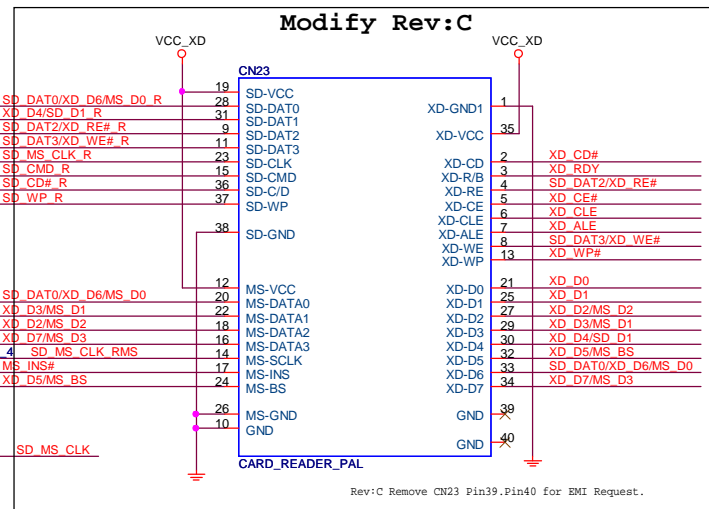 Modify Rev:C
VCC_XD
VCC_XD
CN23
SD_DAT0/XD_D6/MS_D0_R
XD_D4/SD_D1_R
SD_DAT2/XD_RE#_R
SD_DAT3/XD_WE#_R
SD_MS_CLK_R
SD_CMD_R
SD_CD#_R
SD_WP_R
19 SD-VCC
28 SD-DAT0
31 SD-DAT1
9 SD-DAT2
11 SD-DAT3
23 SD-CLK
15 SD-CMD
36 SD-C/D
37 SD-WP
38 SD-GND
SD_DAT0/XD_D6/MS_D0
XD_D3/MS_D1
XD_D2/MS_D2
XD_D7/MS_D3
_4 SD_MS_CLK_RMS
MS_INS#
XD_D5/MS_BS
12 MS-VCC
20 MS-DATA0
22 MS-DATA1
18 MS-DATA2
16 MS-DATA3
14 MS-SCLK
17 MS-INS
24 MS-BS
26 MS-GND
10 GND
SD_MS_CLK
XD-GND1 1
XD-VCC 35
XD-CD 2 XD_CD#
XD-R/B 3 XD_RDY
XD-RE 4 SD_DAT2/XD_RE#
XD-CE 5 XD_CE#
XD-CLE 6 XD_CLE
XD-ALE 7 XD_ALE
XD-WE 8 SD_DAT3/XD_WE#
XD-WP 13 XD_WP#
XD-D0 21 XD_D0
XD-D1 25 XD_D1
XD-D2 27 XD_D2/MS_D2
XD-D3 29 XD_D3/MS_D1
XD-D4 30 XD_D4/SD_D1
XD-D5 32 XD_D5/MS_BS
XD-D6 33 SD_DAT0/XD_D6/MS_D0
XD-D7 34 XD_D7/MS_D3
GND 39
GND 40
CARD_READER_PAL
Rev:C Remove CN23 Pin39.Pin40 for EMI Request.